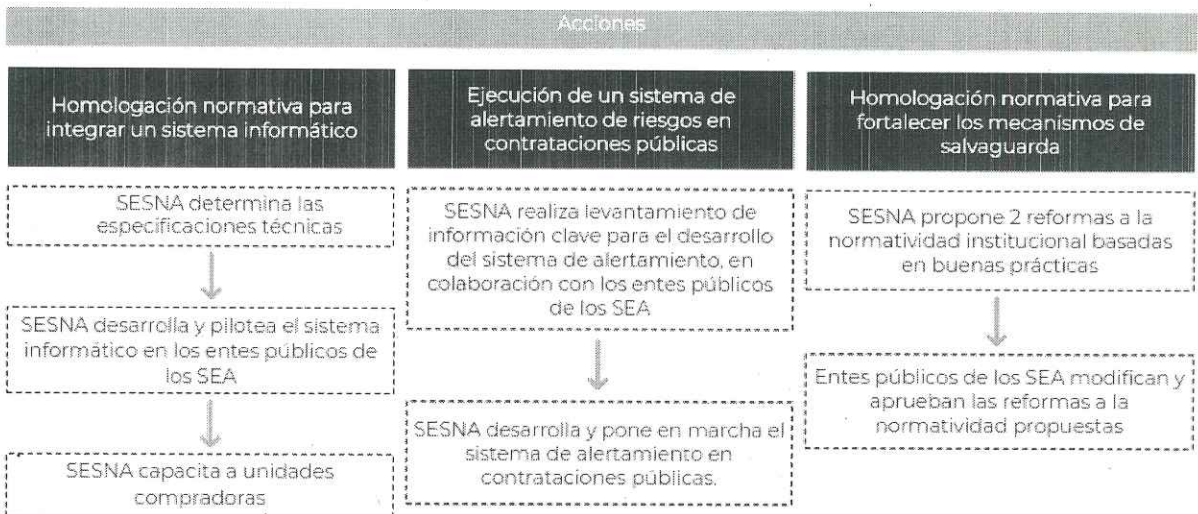 Acciones
Homologación normativa para
integrar un sistema informático
SESNA determina las
especificaciones técnicas
SESNA desarrolla y pilotea el sistema
informático en los entes públicos de
los SEA
SESNA capacita a unidades
compradoras
Ejecución de un sistema de
alertamiento de riesgos en
contrataciones públicas
SESNA realiza levantamiento de
información clave para el desarrollo
del sistema de alertamiento, en
colaboración con los entes públicos
de los SEA
SESNA desarrolla y pone en marcha el
sistema de alertamiento en
contrataciones públicas.
Homologación normativa para
fortalecer los mecanismos de
salvaguarda
SESNA propone 2 reformas a la
normatividad institucional basadas
en buenas prácticas
Entes públicos de los SEA modifican y
aprueban las reformas a la
normatividad propuestas